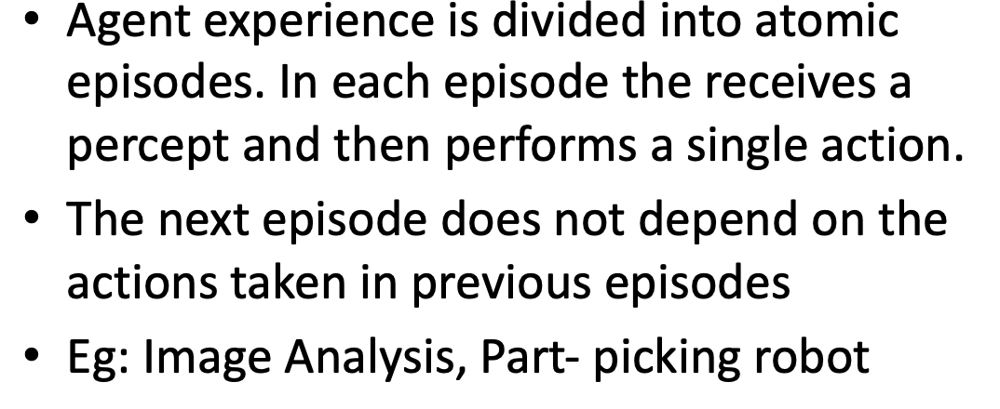 • Agent experience is divided into atomic
episodes. In each episode the receives a
percept and then performs a single action.
• The next episode does not depend on the
actions taken in previous episodes
• Eg: Image Analysis, Part- picking robot